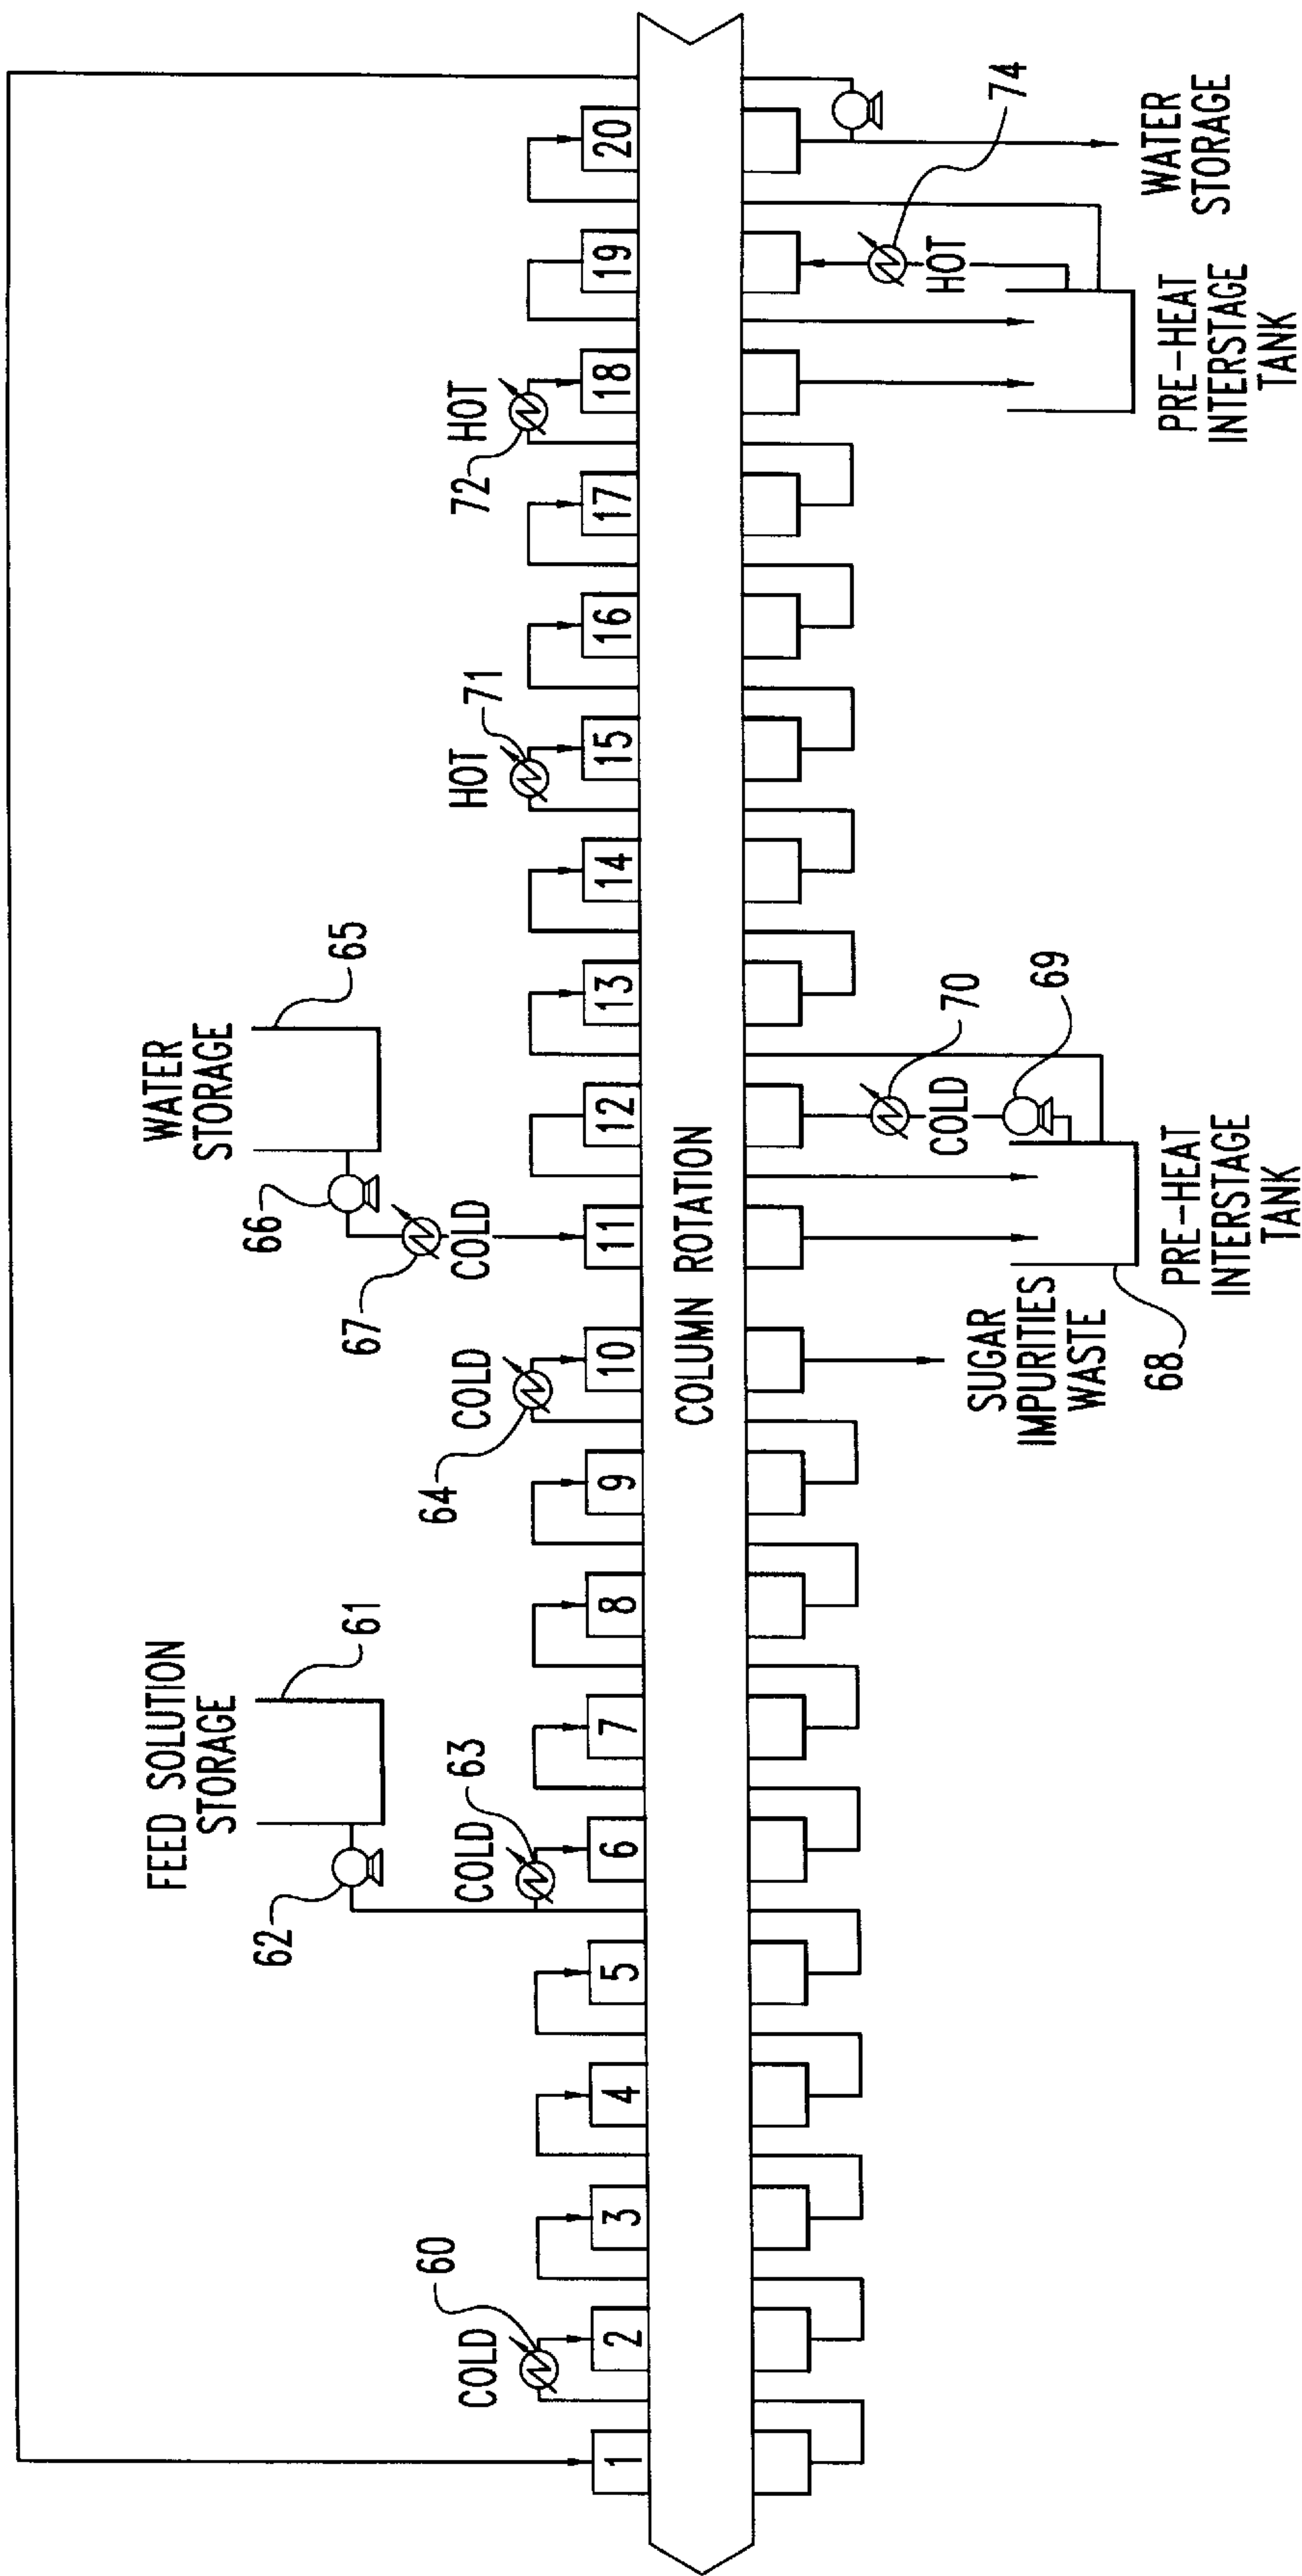 FEED SOLUTION
STORAGE
61
62
WATER
STORAGE
65
66
67
COLD
COLD
60
COLD
63
COLD
64
HOT
71
HOT
72
1
2
3
4
5
6
7
8
9
10
11
12
13
14
15
16
17
18
19
20
COLUMN ROTATION
SUGAR
IMPURITIES
WASTE
68
COLD
70
69
PRE-HEAT
INTERSTAGE
TANK
HOT
74
PRE-HEAT
INTERSTAGE
TANK
WATER
STORAGE